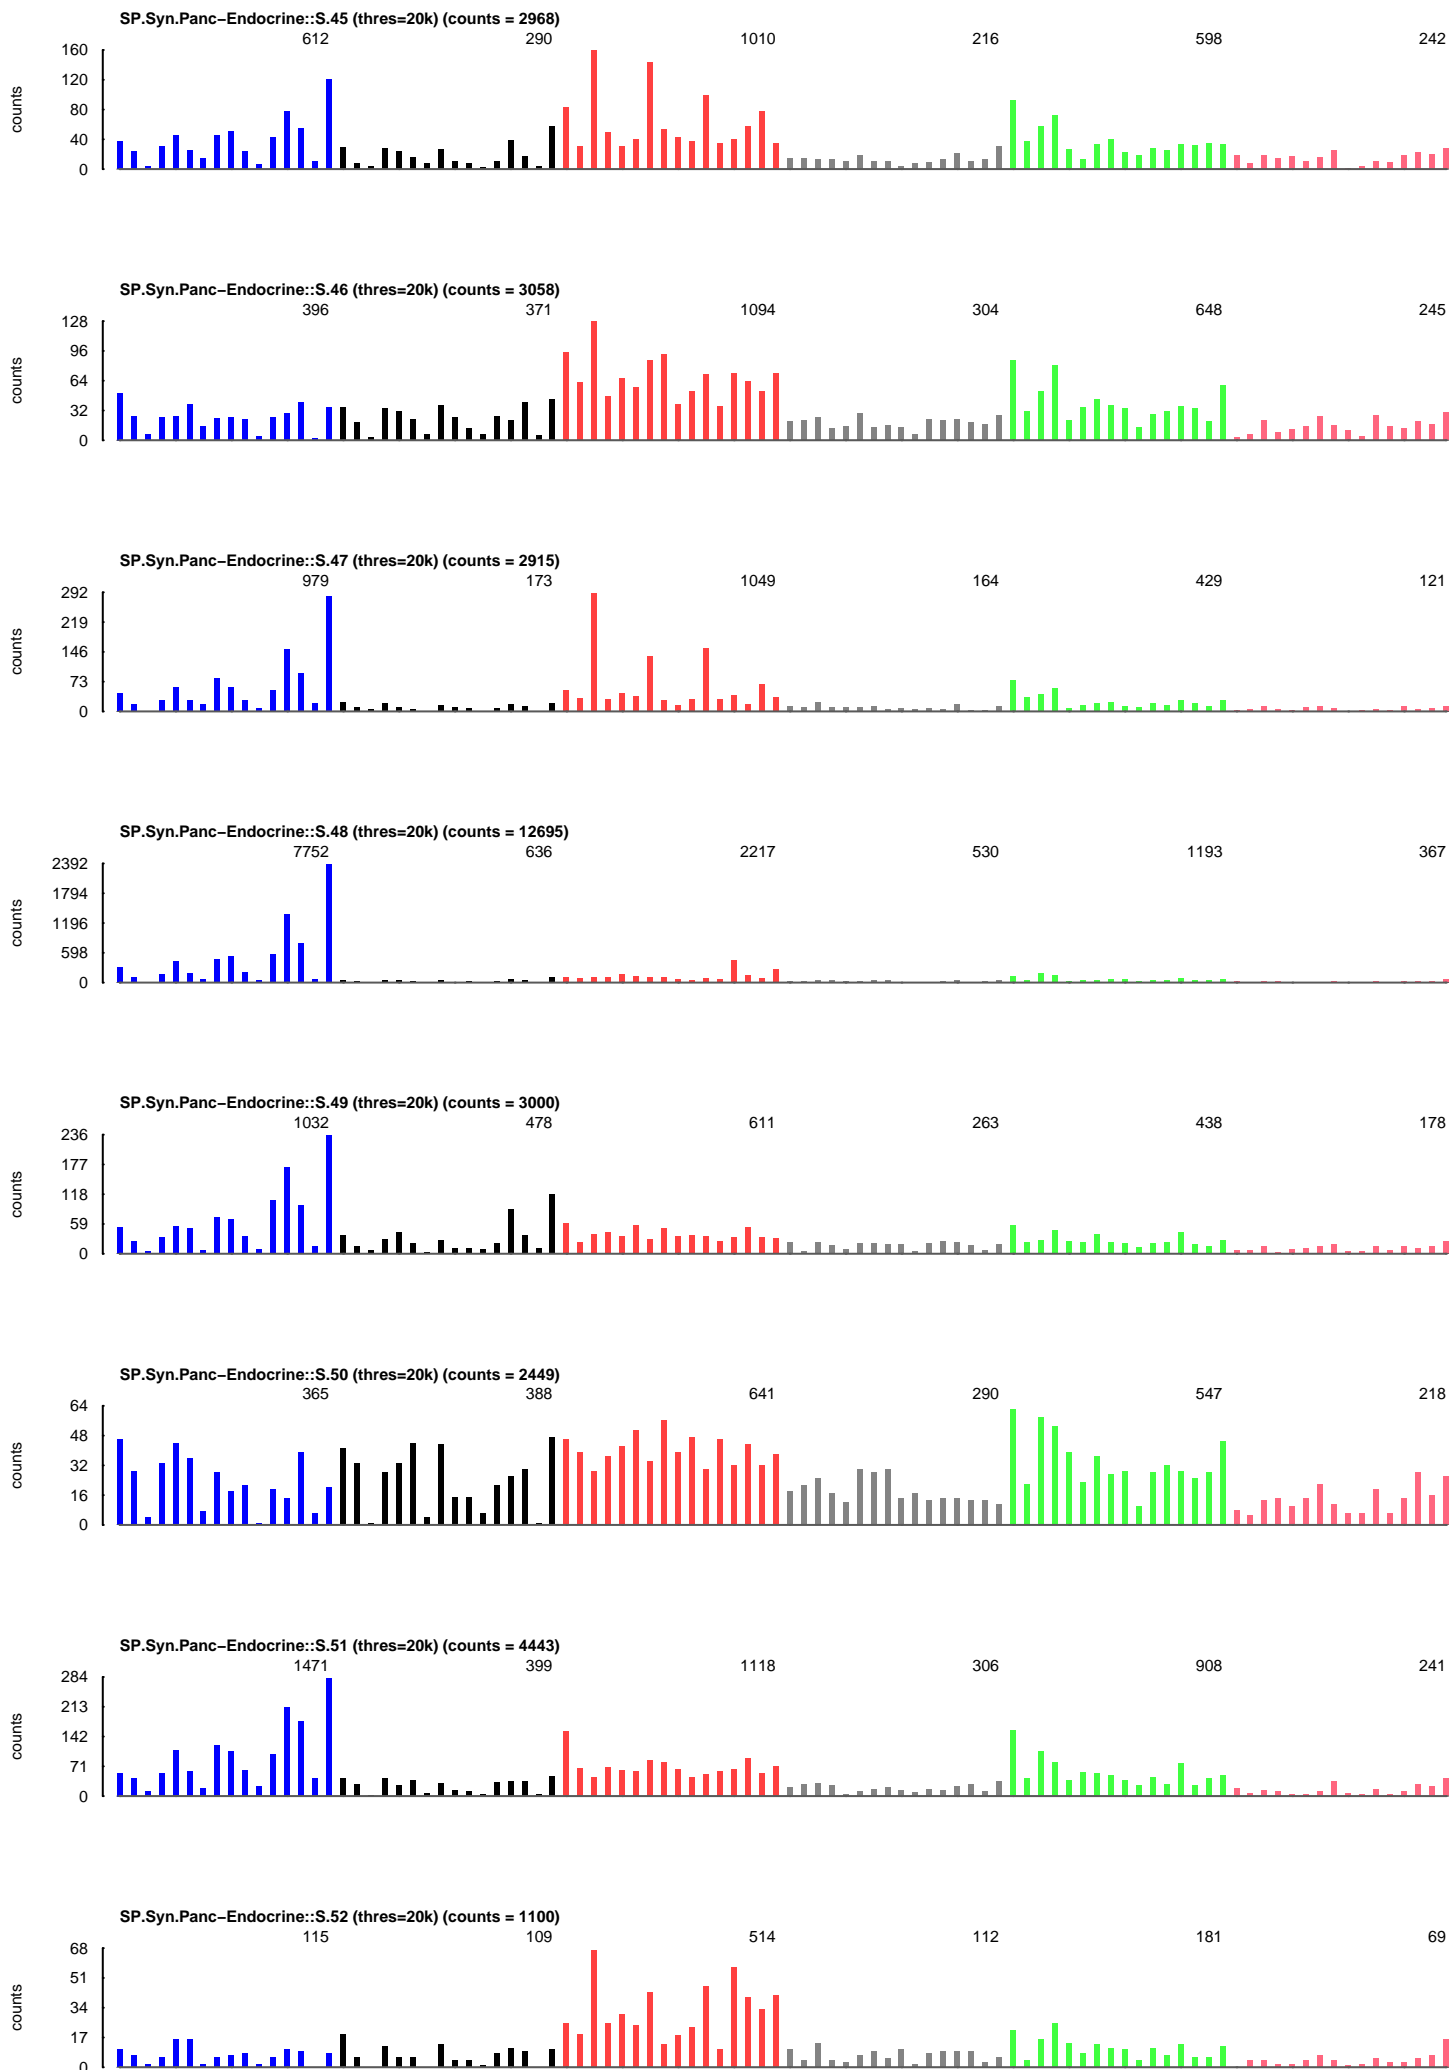 SP.Syn.Panc–Endocrine::S.45 (thres=20k) (counts = 2968)
612 290 1010 216 598 242
160
120
80
40
0
counts
SP.Syn.Panc–Endocrine::S.46 (thres=20k) (counts = 3058)
396 371 1094 304 648 245
128
96
64
32
0
counts
SP.Syn.Panc–Endocrine::S.47 (thres=20k) (counts = 2915)
979 173 1049 164 429 121
292
219
146
73
0
counts
SP.Syn.Panc–Endocrine::S.48 (thres=20k) (counts = 12695)
7752 636 2217 530 1193 367
2392
1794
1196
598
0
counts
SP.Syn.Panc–Endocrine::S.49 (thres=20k) (counts = 3000)
1032 478 611 263 438 178
236
177
118
59
0
counts
SP.Syn.Panc–Endocrine::S.50 (thres=20k) (counts = 2449)
365 388 641 290 547 218
64
48
32
16
0
counts
SP.Syn.Panc–Endocrine::S.51 (thres=20k) (counts = 4443)
1471 399 1118 306 908 241
284
213
142
71
0
counts
SP.Syn.Panc–Endocrine::S.52 (thres=20k) (counts = 1100)
115 109 514 112 181 69
68
51
34
17
0
counts